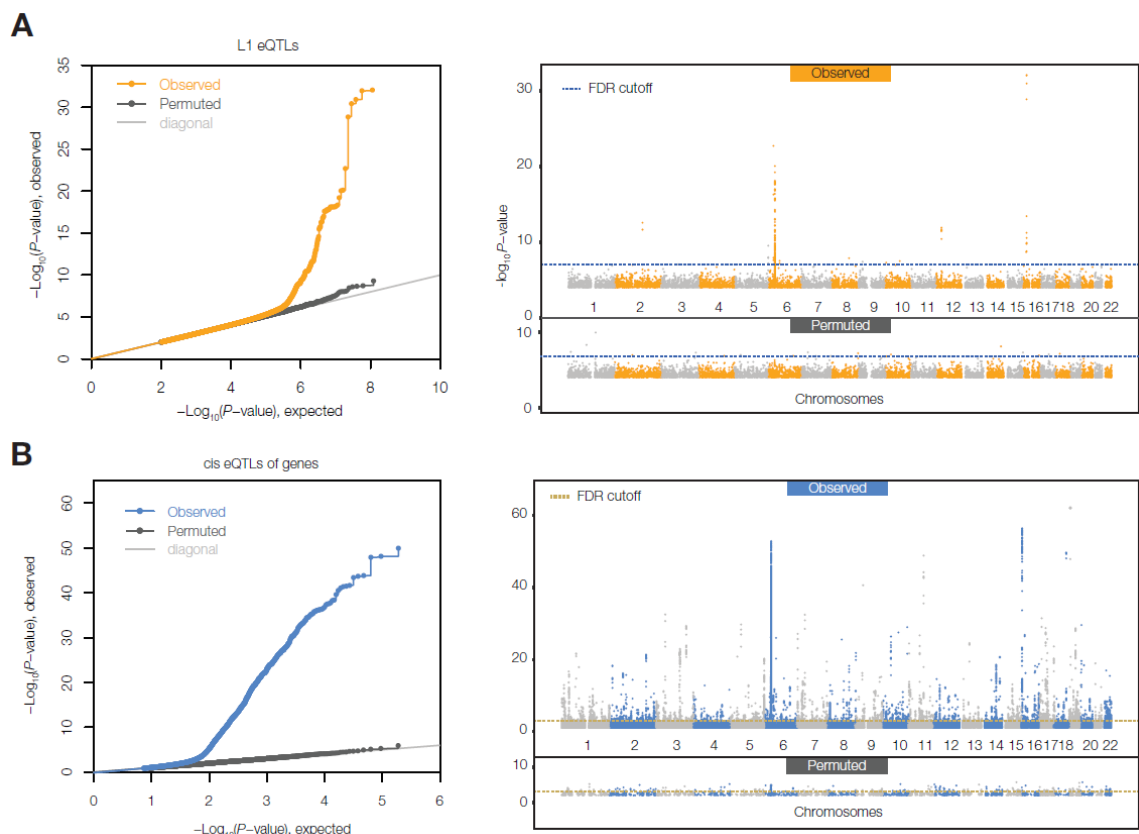 A
L1 eQTLs
35
30
25
20
15
10
5
0
−Log10(P−value), observed
Observed
Permuted
diagonal
0 2 4 6 8 10
−Log10(P−value), expected
Observed
FDR cutoff
30
20
10
0
-log10P-value
1 2 3 4 5 6 7 8 9 10 11 12 13 14 15 16 17 18 20 22
Permuted
10
0
Chromosomes
B
cis eQTLs of genes
60
50
40
30
20
10
0
−Log10(P−value), observed
Observed
Permuted
diagonal
0 1 2 3 4 5 6
−Log10(P−value), expected
Observed
FDR cutoff
60
40
20
0
1 2 3 4 5 6 7 8 9 10 11 12 13 14 15 16 17 18 20 22
Permuted
10
0
Chromosomes